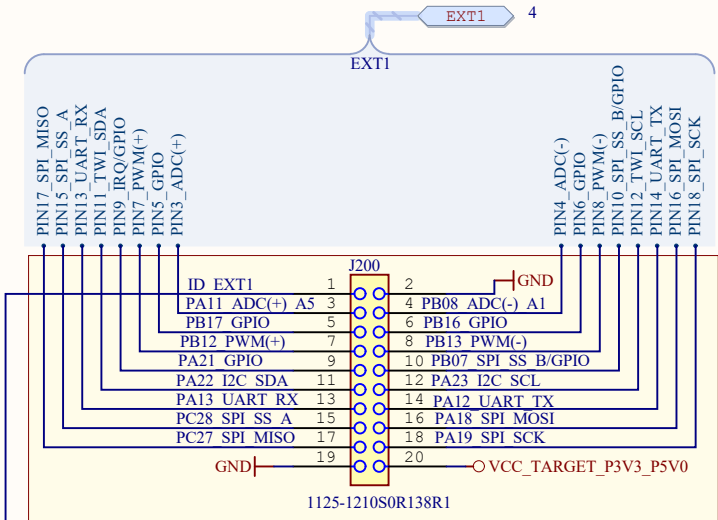 EXT1 4
EXT1
PIN17_SPI_MISO
PIN15_SPI_SS_A
PIN13_UART_RX
PIN11_TWI_SDA
PIN9_IRQ/GPIO
PIN7_PWM(+)
PIN5_GPIO
PIN3_ADC(+)
PIN4_ADC(-)
PIN6_GPIO
PIN8_PWM(-)
PIN10_SPI_SS_B/GPIO
PIN12_TWI_SCL
PIN14_UART_TX
PIN16_SPI_MOSI
PIN18_SPI_SCK
J200
ID_EXT1 1 2 GND
PA11_ADC(+)_A5 3 4 PB08_ADC(-)_A1
PB17_GPIO 5 6 PB16_GPIO
PB12_PWM(+) 7 8 PB13_PWM(-)
PA21_GPIO 9 10 PB07_SPI_SS_B/GPIO
PA22_I2C_SDA 11 12 PA23_I2C_SCL
PA13_UART_RX 13 14 PA12_UART_TX
PC28_SPI_SS_A 15 16 PA18_SPI_MOSI
PC27_SPI_MISO 17 18 PA19_SPI_SCK
GND 19 20 VCC_TARGET_P3V3_P5V0
1125-1210S0R138R1